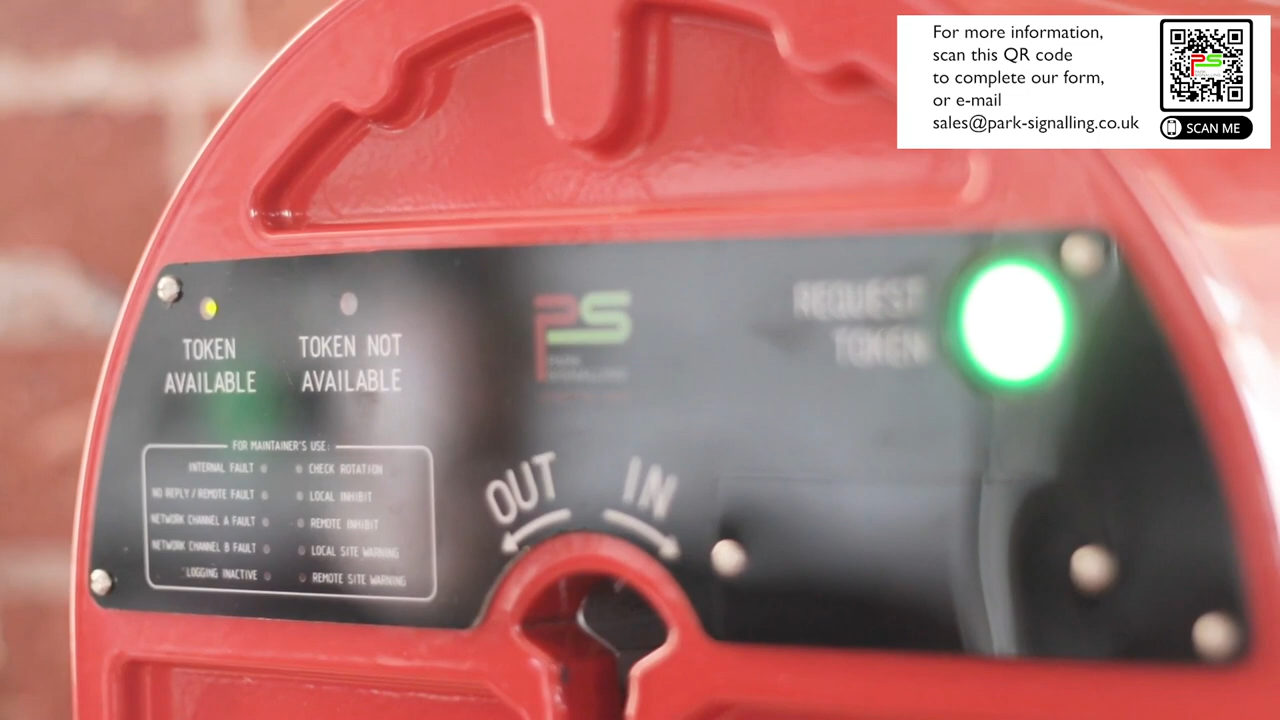 For more information,
scan this QR code
to complete our form,
or e-mail
sales@park-signalling.co.uk
SCAN ME
PS
PARK
SIGNALLING
REQUEST
TOKEN
TOKEN
AVAILABLE
TOKEN NOT
AVAILABLE
FOR MAINTAINER'S USE:
INTERNAL FAULT
CHECK ROTATION
NO REPLY / REMOTE FAULT
LOCAL INHIBIT
NETWORK CHANNEL A FAULT
REMOTE INHIBIT
NETWORK CHANNEL B FAULT
LOCAL SITE WARNING
LOGGING INACTIVE
REMOTE SITE WARNING
OUT
IN